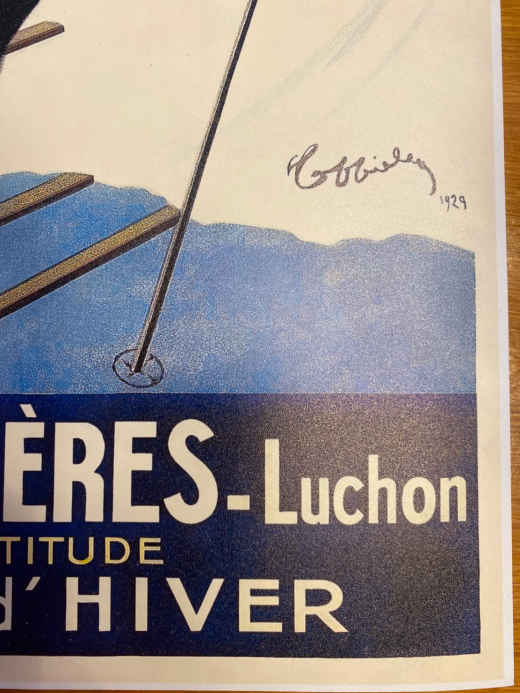 1929
ÈRES-Luchon
TITUDE
d'HIVER